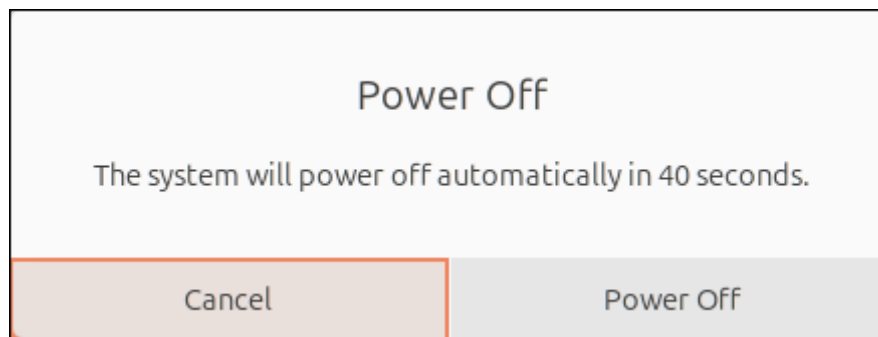 Power Off
The system will power off automatically in 40 seconds.
Cancel
Power Off